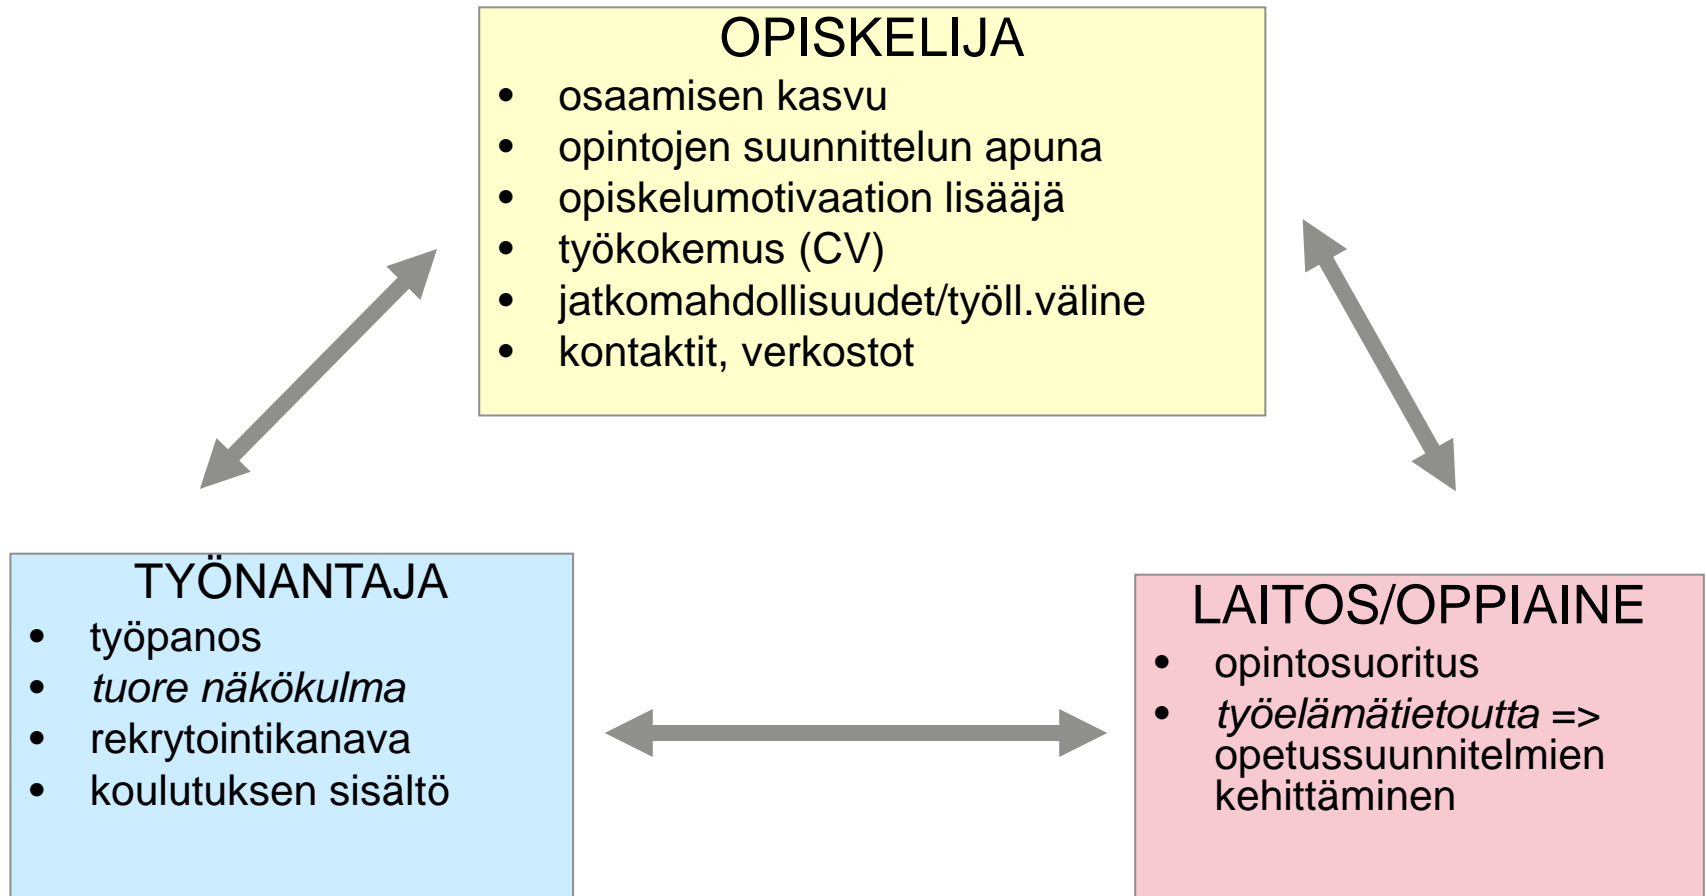 OPISKELIJA
• osaamisen kasvu
• opintojen suunnittelun apuna
• opiskelumotivaation lisääjä
• työkokemus (CV)
• jatkomahdollisuudet/työll.väline
• kontaktit, verkostot
TYÖNANTAJA
• työpanos
• tuore näkökulma
• rekrytointikanava
• koulutuksen sisältö
LAITOS/OPPIAINE
• opintosuoritus
• työelämätietoutta =>
opetussuunnitelmien
kehittäminen